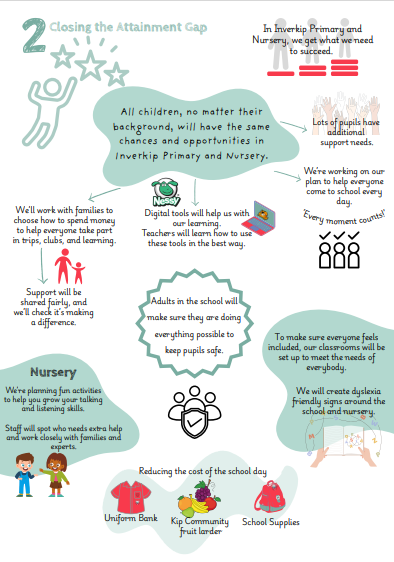 2 Closing the Attainment Gap
In Inverkip Primary and
Nursery, we get what we need
to succeed.
All children, no matter their
background, will have the same
chances and opportunities in
Inverkip Primary and Nursery.
Lots of pupils have
additional
support needs.
We're working on our
plan to help everyone
come to school every
day.
'Every moment counts!'
We'll work with families to
choose how to spend money
to help everyone take part
in trips, clubs, and learning.
Nessy
Digital tools will help us with
our learning.
Teachers will learn how to use
these tools in the best way.
Support will be
shared fairly, and
we'll check it's making
a difference.
Adults in the school will
make sure they are doing
everything possible to
keep pupils safe.
To make sure everyone feels
included, our classrooms will be
set up to meet the needs of
everybody.
We will create dyslexia
friendly signs around the
school and nursery.
Nursery
We're planning fun activities
to help you grow your talking
and listening skills.
Staff will spot who needs extra help
and work closely with families and
experts.
Reducing the cost of the school day
Uniform Bank
Kip Community
fruit larder
School Supplies